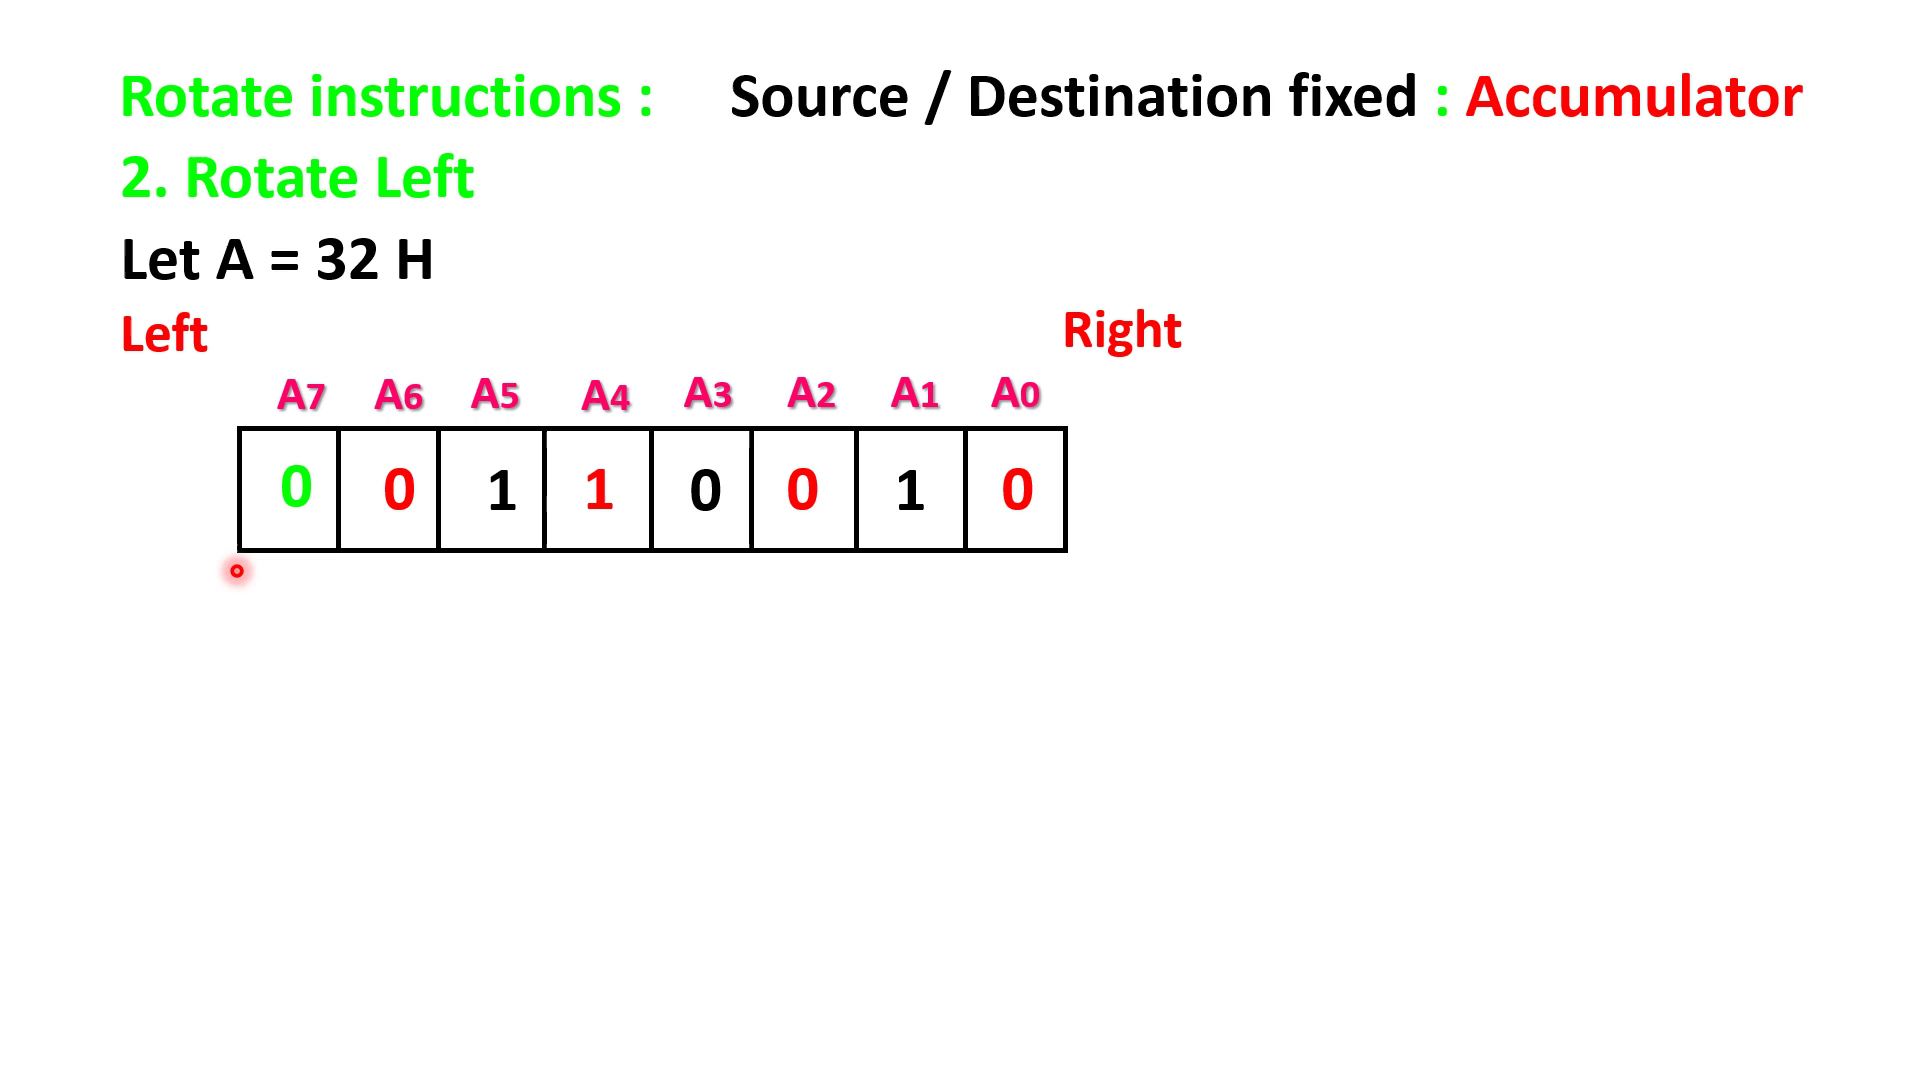 Rotate instructions : Source / Destination fixed : Accumulator
2. Rotate Left
Let A = 32 H
Left Right
A7 A6 A5 A4 A3 A2 A1 A0
0 0 1 1 0 0 1 0